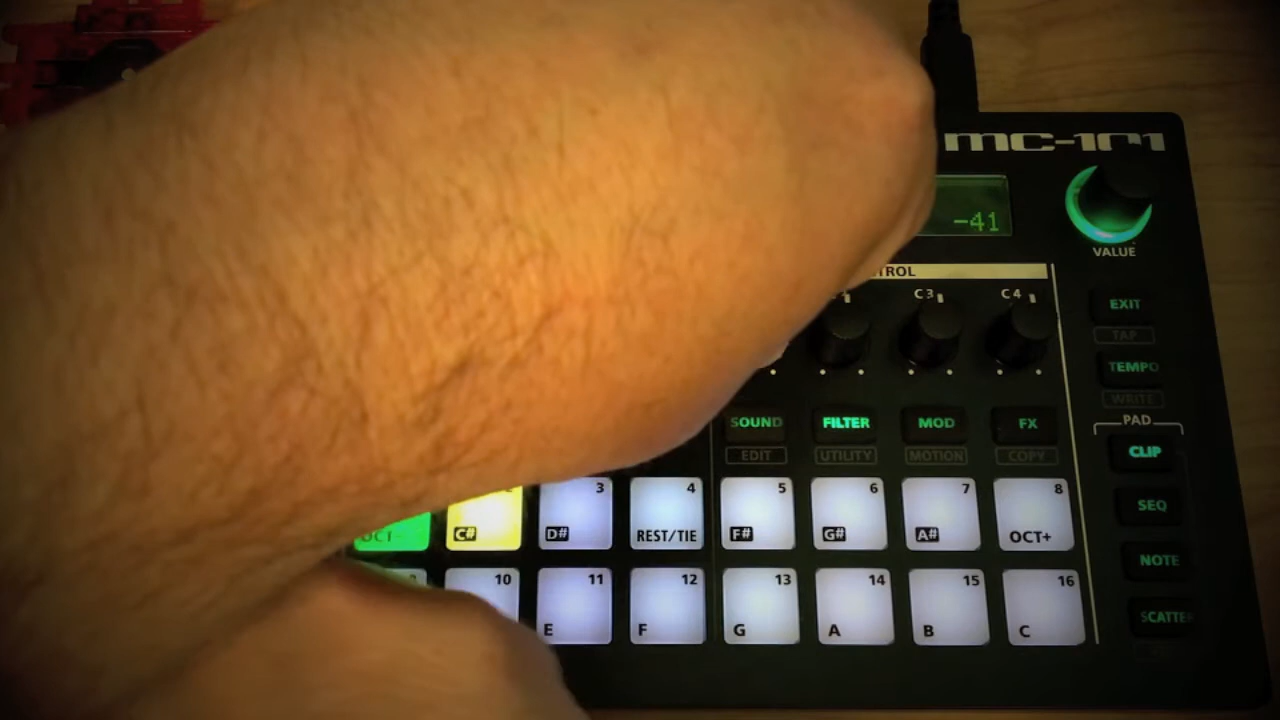 MC-101
-41
VALUE
C3
C4
EXIT
TAP
TEMPO
WRITE
PAD
SOUND
FILTER
MOD
FX
EDIT
UTILITY
MOTION
COPY
CLIP
SEQ
NOTE
3
4
5
6
7
8
OCT-
C#
D#
REST/TIE
F#
G#
A#
OCT+
10
11
12
13
14
15
16
E
F
G
A
B
C